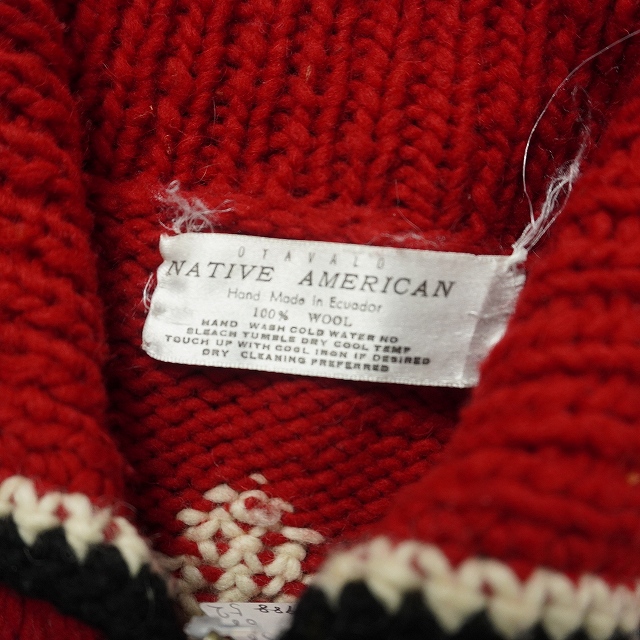 OTAVALO
NATIVE AMERICAN
Hand Made in Ecuador
100% WOOL
HAND WASH COLD WATER NO
BLEACH TUMBLE DRY COOL TEMP
TOUCH UP WITH COOL IRON IF DESIRED
DRY CLEANING PREFERRED